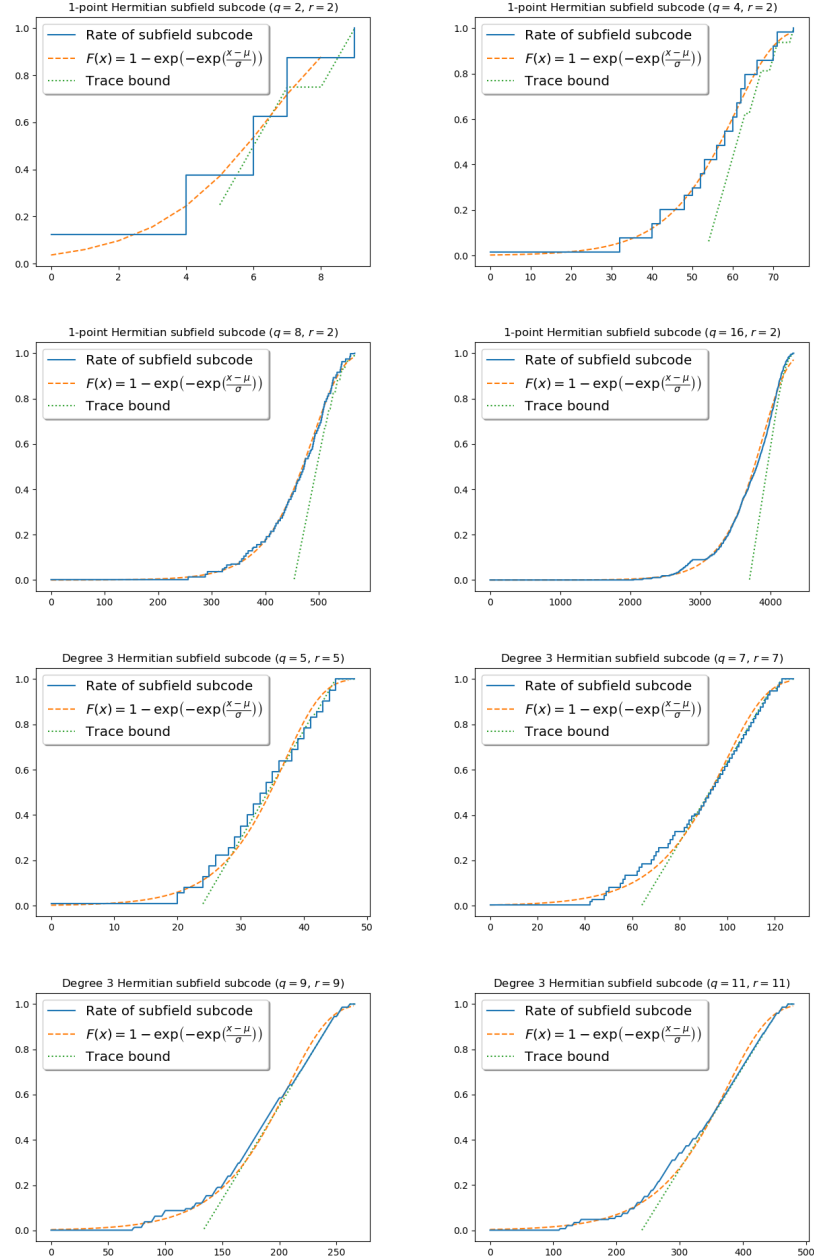 1-point Hermitian subfield subcode (q = 2, r = 2)
Rate of subfield subcode
F(x) = 1 − exp(−exp(x−μ/σ))
Trace bound
1.0
0.8
0.6
0.4
0.2
0.0
0 2 4 6 8
1-point Hermitian subfield subcode (q = 4, r = 2)
Rate of subfield subcode
F(x) = 1 − exp(−exp(x−μ/σ))
Trace bound
1.0
0.8
0.6
0.4
0.2
0.0
0 10 20 30 40 50 60 70
1-point Hermitian subfield subcode (q = 8, r = 2)
Rate of subfield subcode
F(x) = 1 − exp(−exp(x−μ/σ))
Trace bound
1.0
0.8
0.6
0.4
0.2
0.0
0 100 200 300 400 500
1-point Hermitian subfield subcode (q = 16, r = 2)
Rate of subfield subcode
F(x) = 1 − exp(−exp(x−μ/σ))
Trace bound
1.0
0.8
0.6
0.4
0.2
0.0
0 1000 2000 3000 4000
Degree 3 Hermitian subfield subcode (q = 5, r = 5)
Rate of subfield subcode
F(x) = 1 − exp(−exp(x−μ/σ))
Trace bound
1.0
0.8
0.6
0.4
0.2
0.0
0 10 20 30 40 50
Degree 3 Hermitian subfield subcode (q = 7, r = 7)
Rate of subfield subcode
F(x) = 1 − exp(−exp(x−μ/σ))
Trace bound
1.0
0.8
0.6
0.4
0.2
0.0
0 20 40 60 80 100 120
Degree 3 Hermitian subfield subcode (q = 9, r = 9)
Rate of subfield subcode
F(x) = 1 − exp(−exp(x−μ/σ))
Trace bound
1.0
0.8
0.6
0.4
0.2
0.0
0 50 100 150 200 250
Degree 3 Hermitian subfield subcode (q = 11, r = 11)
Rate of subfield subcode
F(x) = 1 − exp(−exp(x−μ/σ))
Trace bound
1.0
0.8
0.6
0.4
0.2
0.0
0 100 200 300 400 500